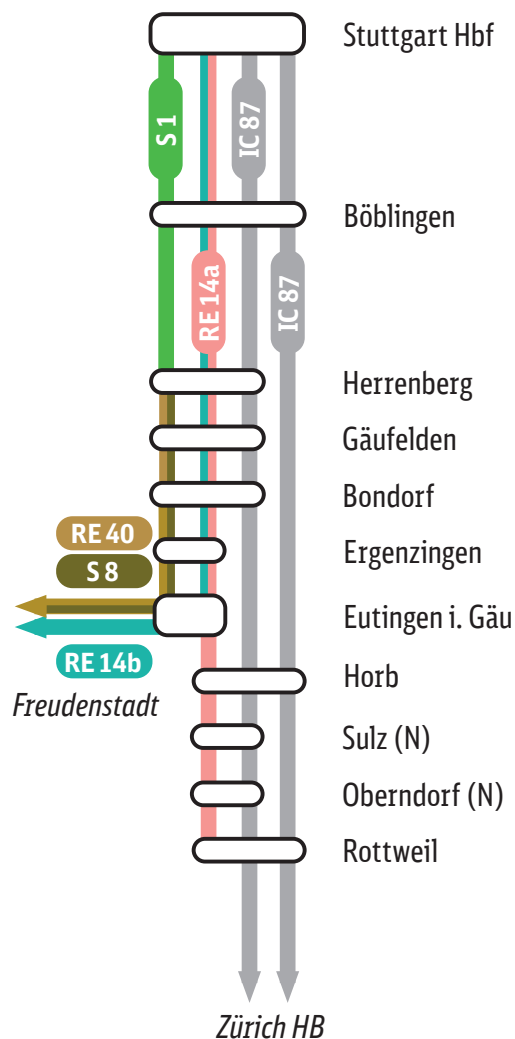 Stuttgart Hbf
S 1
IC 87
Böblingen
RE 14a
IC 87
Herrenberg
Gäufelden
Bondorf
RE 40
Ergenzingen
S 8
Eutingen i. Gäu
RE 14b
Horb
Freudenstadt
Sulz (N)
Oberndorf (N)
Rottweil
Zürich HB